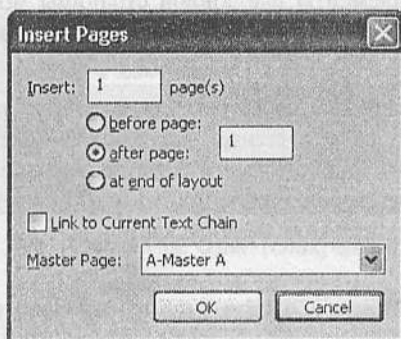 Insert Pages
Insert: 1 page(s)
before page:
after page: 1
at end of layout
Link to Current Text Chain
Master Page: A-Master A
OK Cancel